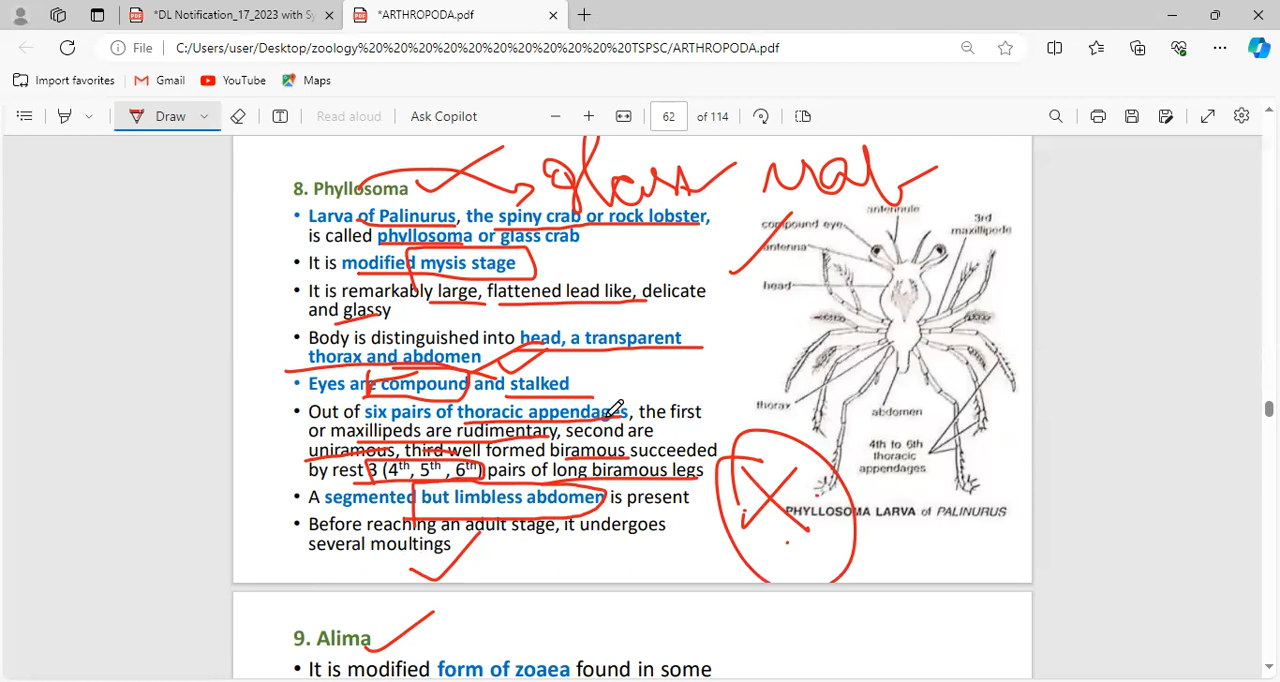 *DL Notification_17_2023 with Sy
*ARTHROPODA.pdf
File
C:/Users/user/Desktop/zoology%20%20%20%20%20%20%20TSPSC/ARTHROPODA.pdf
Import favorites
Gmail
YouTube
Maps
Draw
Read aloud
Ask Copilot
62
of 114
glass
8. Phyllosoma
• Larva of Palinurus, the spiny crab or rock lobster,
is called phyllosoma or glass crab
• It is modified mysis stage
• It is remarkably large, flattened lead like, delicate
and glassy
• Body is distinguished into head, a transparent
thorax and abdomen
• Eyes are compound and stalked
• Out of six pairs of thoracic appendages, the first
or maxillipeds are rudimentary, second are
uniramous, third well formed biramous succeeded
by rest 3 (4th, 5th, 6th) pairs of long biramous legs
• A segmented but limbless abdomen is present
• Before reaching an adult stage, it undergoes
several moultings
antennule
compound eye
3rd
maxillipede
antenna
head
thorax
abdomen
4th to 6th
thoracic
appendages
PHYLLOSOMA LARVA of PALINURUS
9. Alima
• It is modified form of zoaea found in some